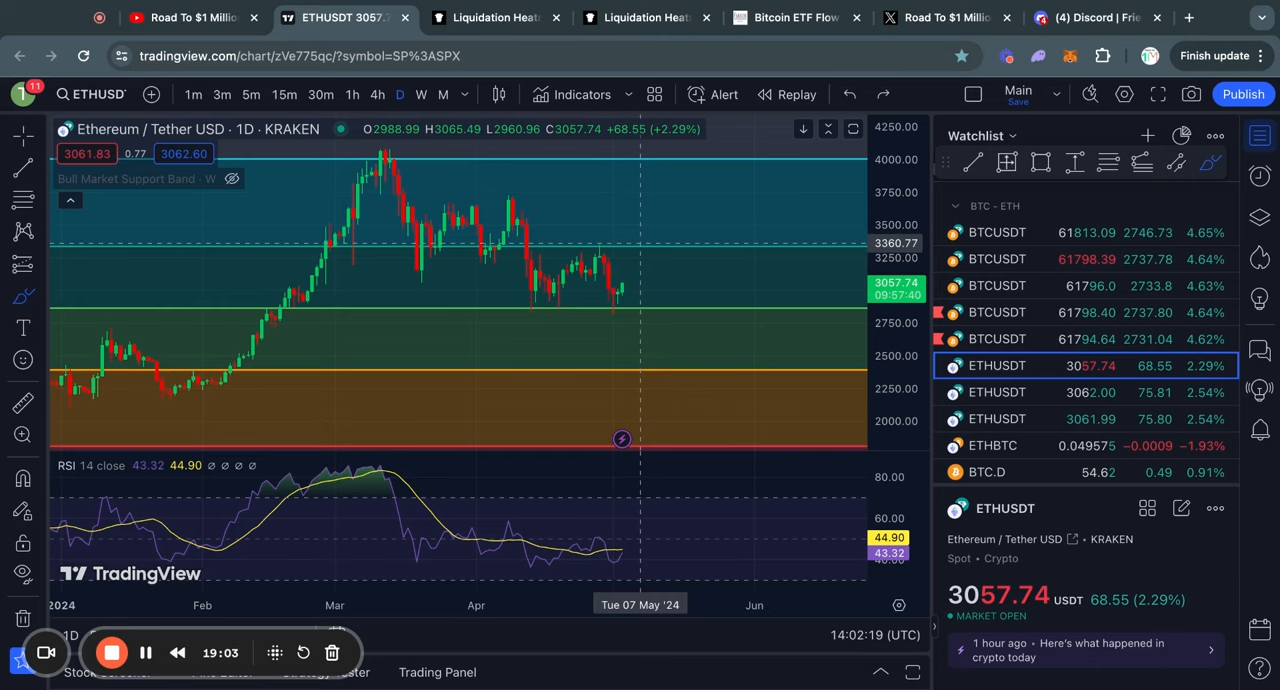 Road To $1 Millio
ETHUSDT 3057.7
Liquidation Heat
Liquidation Heat
Bitcoin ETF Flow
Road To $1 Millio
(4) Discord | Frie
tradingview.com/chart/zVe775qc/?symbol=SP%3ASPX
Finish update
11
ETHUSDT
1m 3m 5m 15m 30m 1h 4h D W M
Indicators
Alert
Replay
Main
Save
Publish
Ethereum / Tether USD · 1D · KRAKEN
O2988.99 H3065.49 L2960.96 C3057.74 +68.55 (+2.29%)
3061.83 0.77 3062.60
Bull Market Support Band · W
4250.00
4000.00
3750.00
3500.00
3360.77
3250.00
3057.74
09:57:40
2750.00
2500.00
2250.00
2000.00
RSI 14 close 43.32 44.90 ∅ ∅ ∅ ∅
80.00
60.00
44.90
43.32
40.00
TradingView
2024 Feb Mar Apr Tue 07 May '24 Jun
1D
14:02:19 (UTC)
19:03
Trading Panel
Watchlist
BTC - ETH
BTCUSDT 61813.09 2746.73 4.65%
BTCUSDT 61798.39 2737.78 4.64%
BTCUSDT 61796.0 2733.8 4.63%
BTCUSDT 61798.40 2737.80 4.64%
BTCUSDT 61794.64 2731.04 4.62%
ETHUSDT 3057.74 68.55 2.29%
ETHUSDT 3062.00 75.81 2.54%
ETHUSDT 3061.99 75.80 2.54%
ETHBTC 0.049575 −0.0009 −1.93%
BTC.D 54.62 0.49 0.91%
ETHUSDT
Ethereum / Tether USD • KRAKEN
Spot • Crypto
3057.74 USDT 68.55 (2.29%)
MARKET OPEN
1 hour ago • Here's what happened in
crypto today